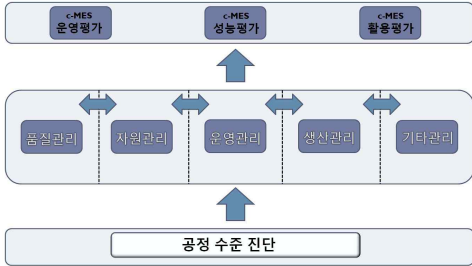 c-MES
운영평가
c-MES
성능평가
c-MES
활용평가
품질관리
자원관리
운영관리
생산관리
기타관리
공정 수준 진단